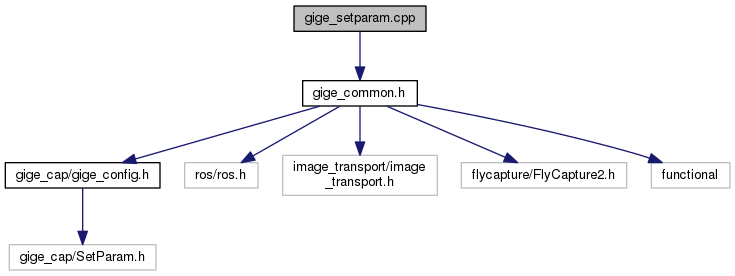 gige_setparam.cpp
gige_common.h
gige_cap/gige_config.h
ros/ros.h
image_transport/image
_transport.h
flycapture/FlyCapture2.h
functional
gige_cap/SetParam.h